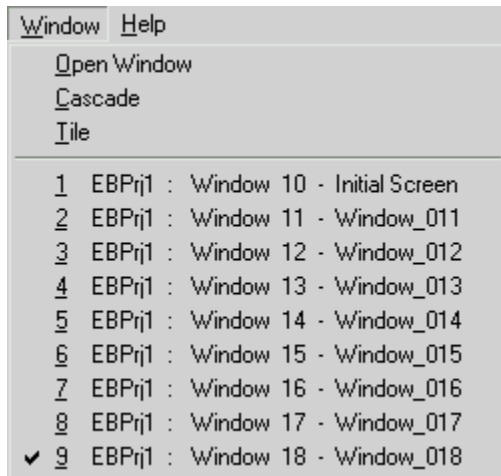 Window Help
Open Window
Cascade
Tile
1 EBPrj1 : Window 10 - Initial Screen
2 EBPrj1 : Window 11 - Window_011
3 EBPrj1 : Window 12 - Window_012
4 EBPrj1 : Window 13 - Window_013
5 EBPrj1 : Window 14 - Window_014
6 EBPrj1 : Window 15 - Window_015
7 EBPrj1 : Window 16 - Window_016
8 EBPrj1 : Window 17 - Window_017
✔ 9 EBPrj1 : Window 18 - Window_018